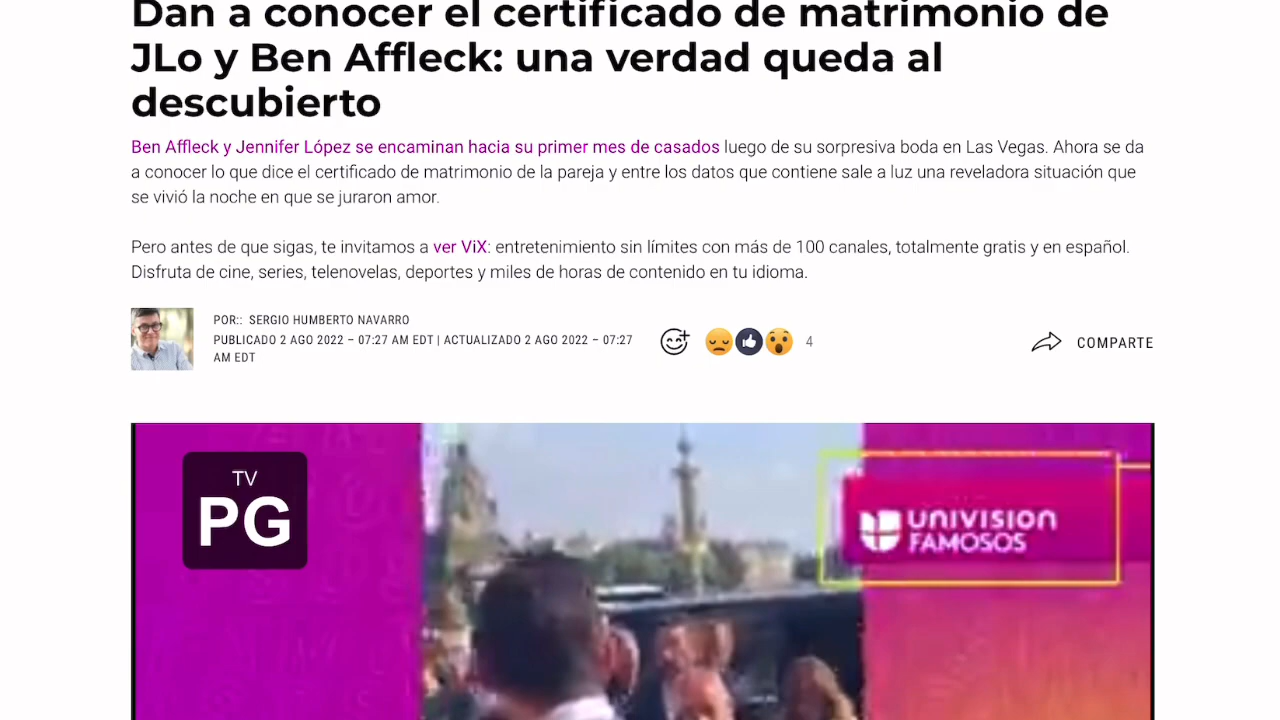 Dan a conocer el certificado de matrimonio de
JLo y Ben Affleck: una verdad queda al
descubierto
Ben Affleck y Jennifer López se encaminan hacia su primer mes de casados luego de su sorpresiva boda en Las Vegas. Ahora se da
a conocer lo que dice el certificado de matrimonio de la pareja y entre los datos que contiene sale a luz una reveladora situación que
se vivió la noche en que se juraron amor.
Pero antes de que sigas, te invitamos a ver ViX: entretenimiento sin límites con más de 100 canales, totalmente gratis y en español.
Disfruta de cine, series, telenovelas, deportes y miles de horas de contenido en tu idioma.
POR:: SERGIO HUMBERTO NAVARRO
PUBLICADO 2 AGO 2022 – 07:27 AM EDT | ACTUALIZADO 2 AGO 2022 – 07:27
AM EDT
4
COMPARTE
TV
PG
UNIVISION
FAMOSOS